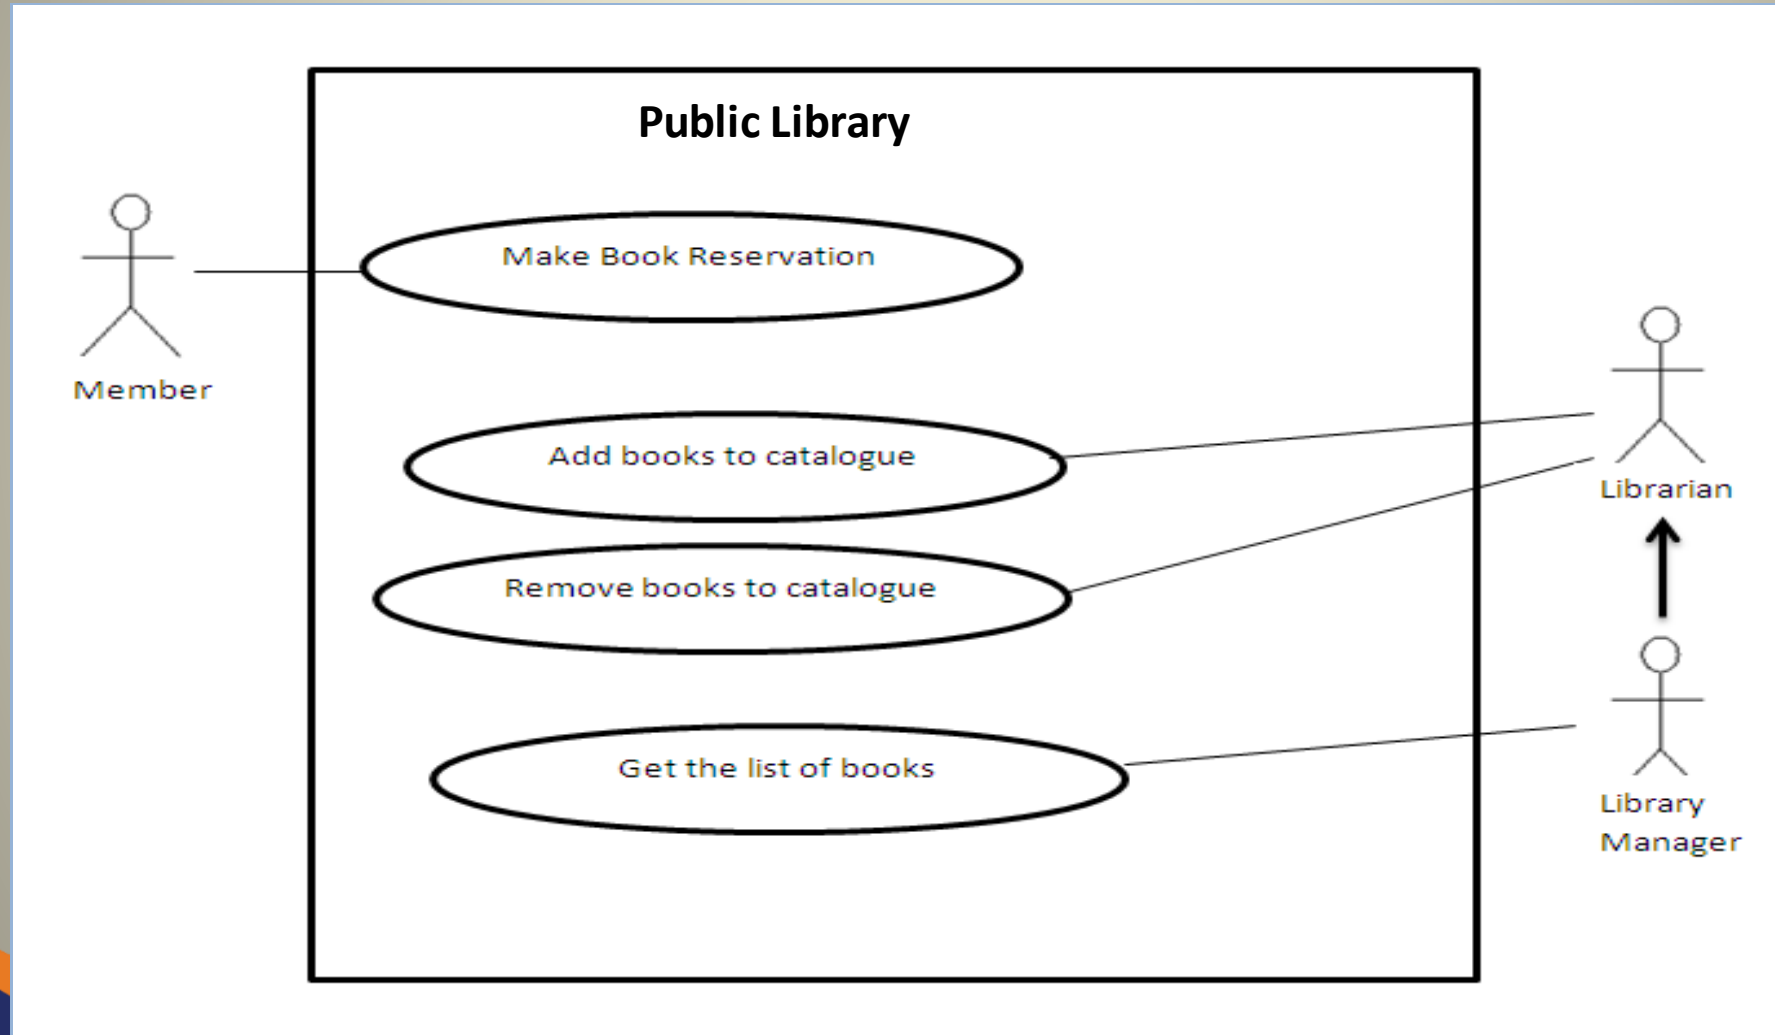 Public Library
Make Book Reservation
Member
Add books to catalogue
Librarian
Remove books to catalogue
Get the list of books
Library
Manager